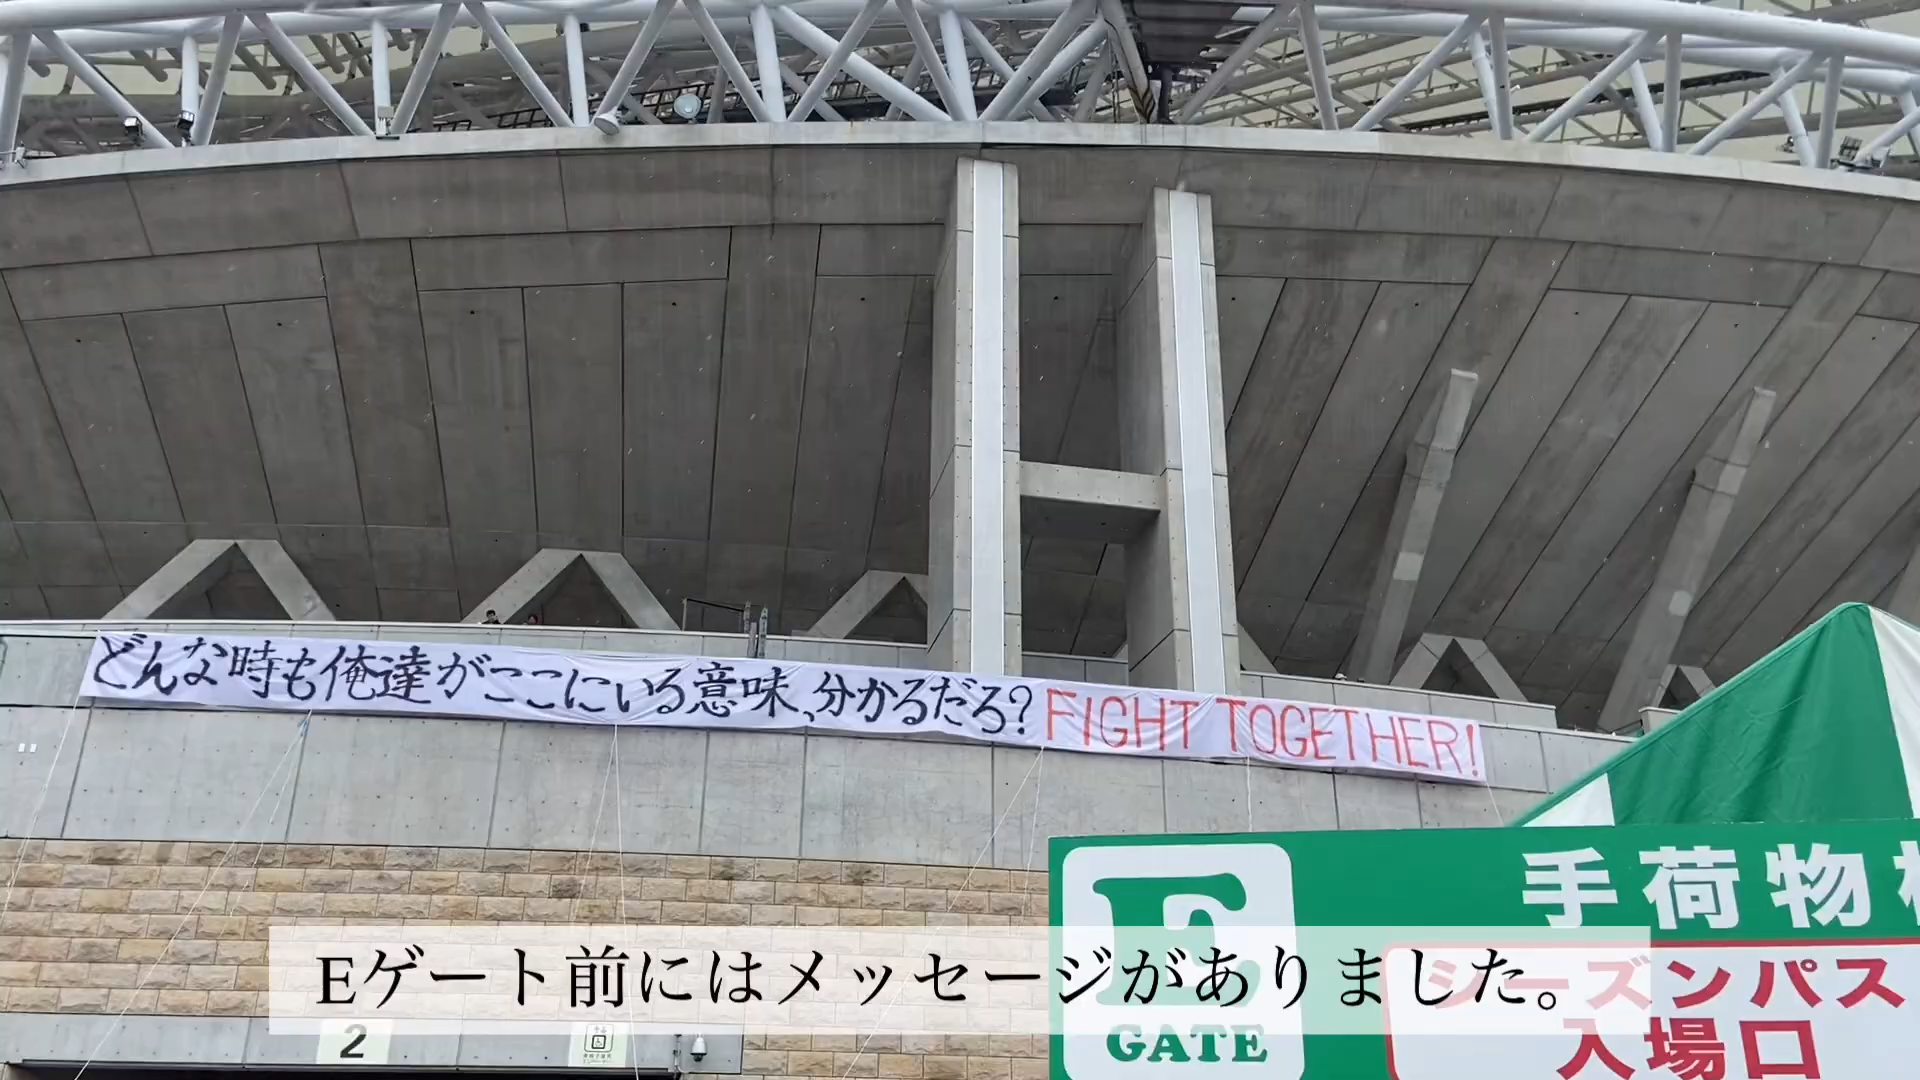 どんな時も俺達がここにいる意味、分かるだろ?FIGHT TOGETHER!
手荷物
E
シーズンパス
入場口
GATE
Eゲート前にはメッセージがありました。
2